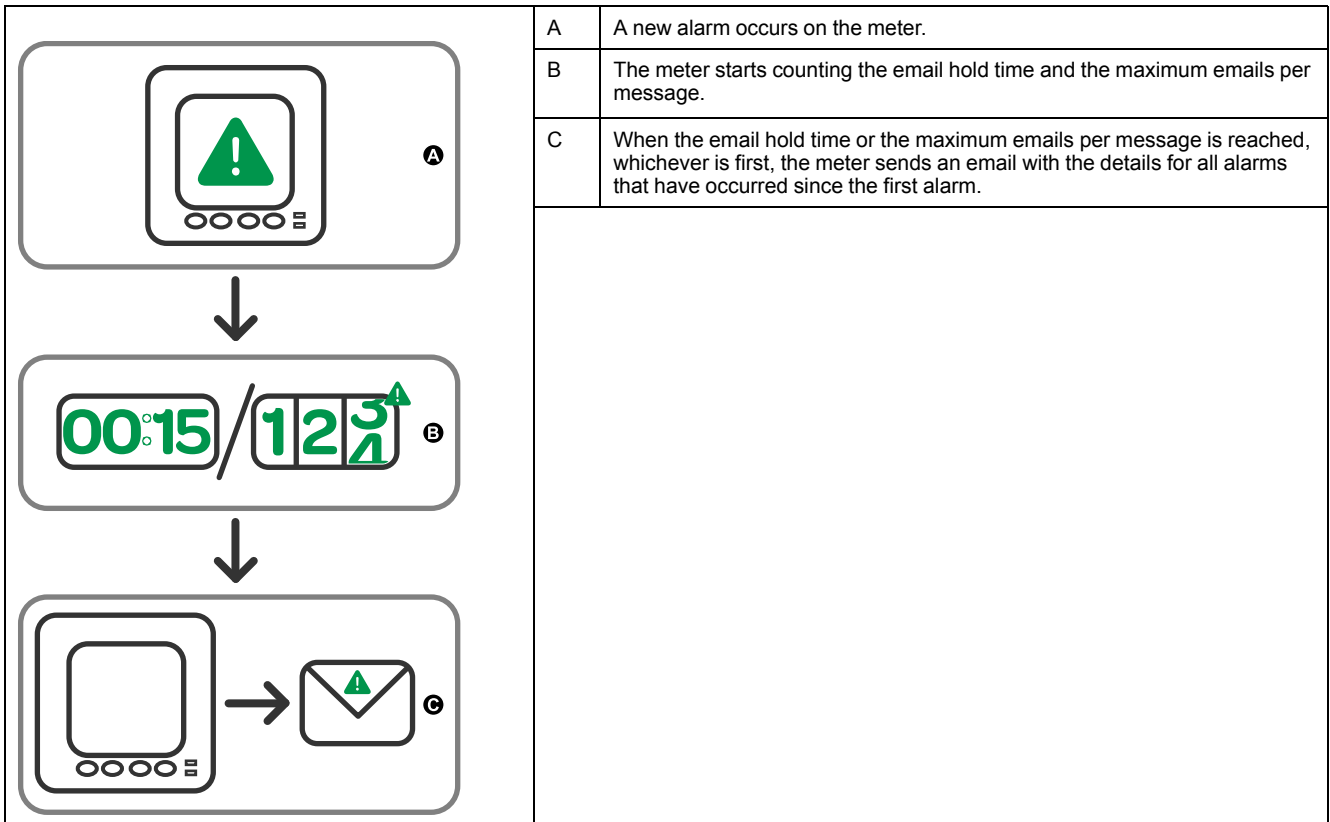 A
A new alarm occurs on the meter.
B
The meter starts counting the email hold time and the maximum emails per
message.
C
When the email hold time or the maximum emails per message is reached,
whichever is first, the meter sends an email with the details for all alarms
that have occurred since the first alarm.
!
A
00:15/123
4
!
B
!
C